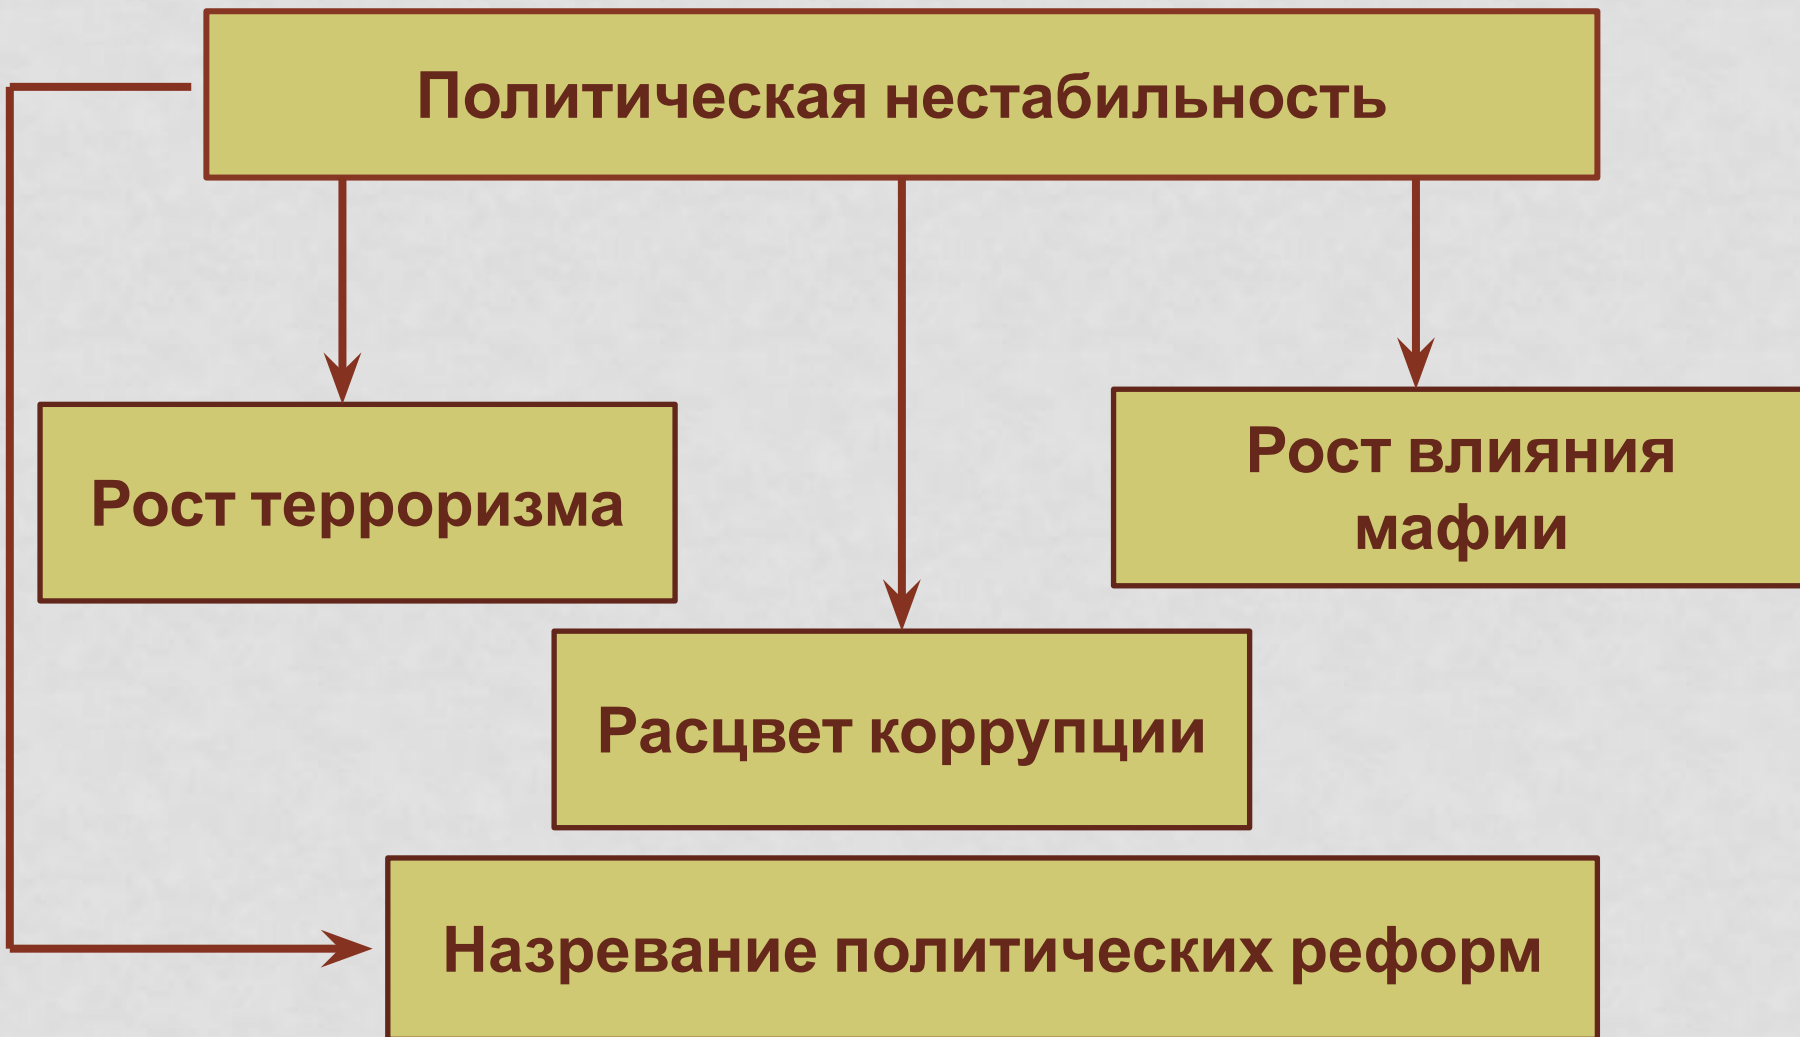 Политическая нестабильность
Рост терроризма
Рост влияния
мафии
Расцвет коррупции
Назревание политических реформ